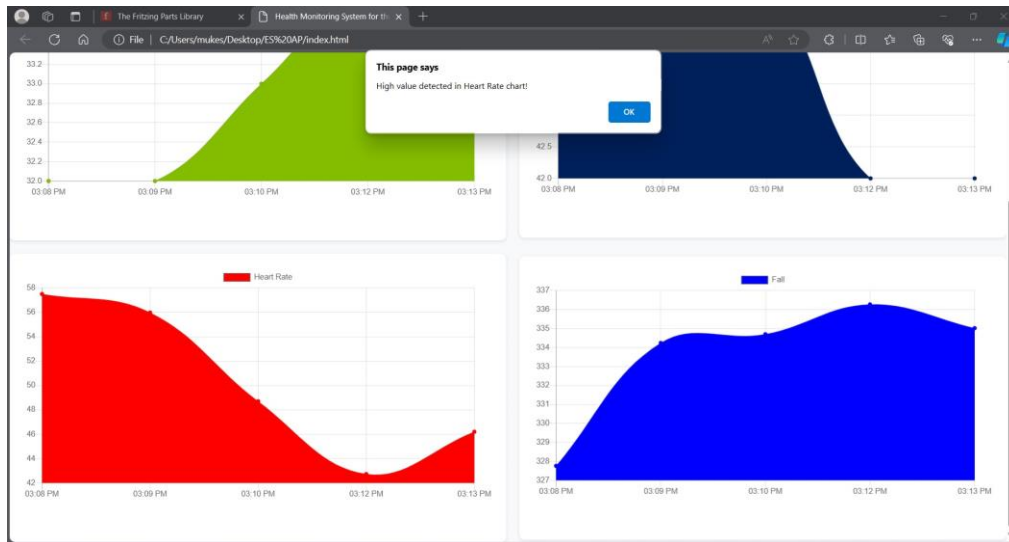 The Fritzing Parts Library
Health Monitoring System for th
File
C:/Users/mukes/Desktop/ES%20AP/index.html
This page says
High value detected in Heart Rate chart!
OK
33.2
33.0
32.8
32.6
32.4
32.2
32.0
03:08 PM 03:09 PM 03:10 PM 03:12 PM 03:13 PM
42.5
42.0
03:08 PM 03:09 PM 03:10 PM 03:12 PM 03:13 PM
Heart Rate
58
56
54
52
50
48
46
44
42
03:08 PM 03:09 PM 03:10 PM 03:12 PM 03:13 PM
Fall
337
336
335
334
333
332
331
330
329
328
327
03:08 PM 03:09 PM 03:10 PM 03:12 PM 03:13 PM